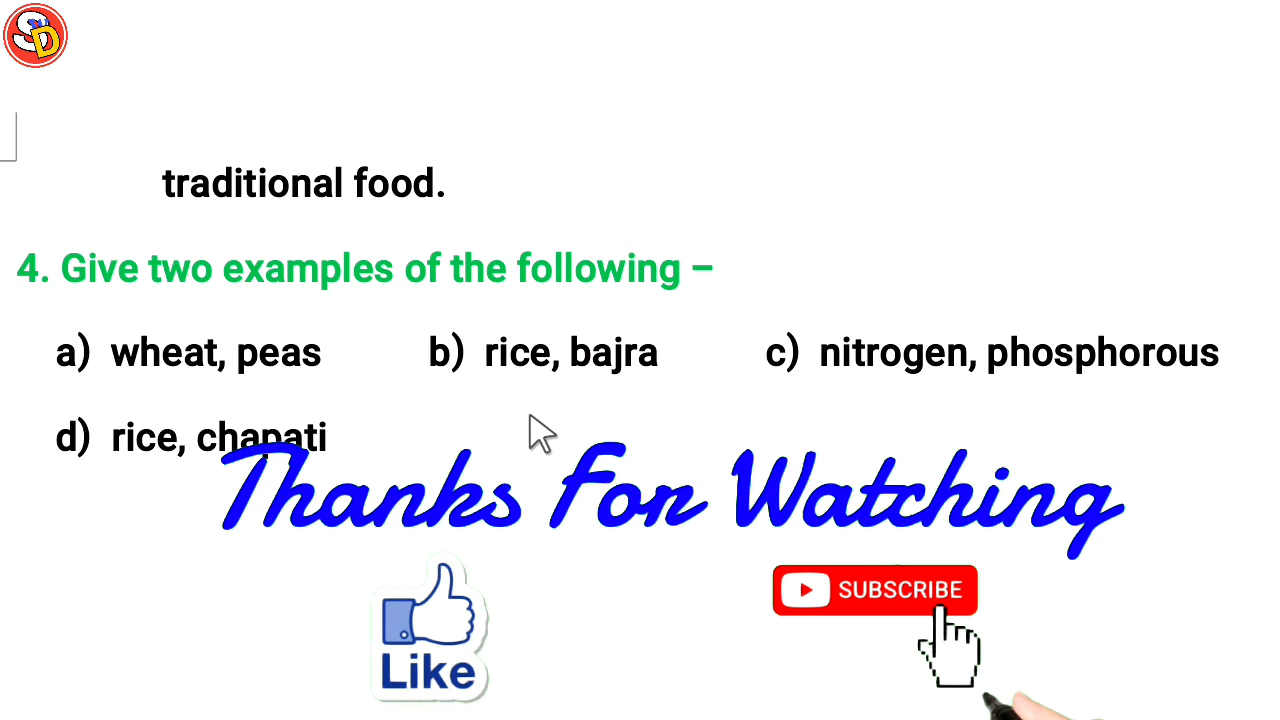 SD
traditional food.
4. Give two examples of the following –
a) wheat, peas b) rice, bajra c) nitrogen, phosphorous
d) rice, chapati
Thanks For Watching
SUBSCRIBE
Like